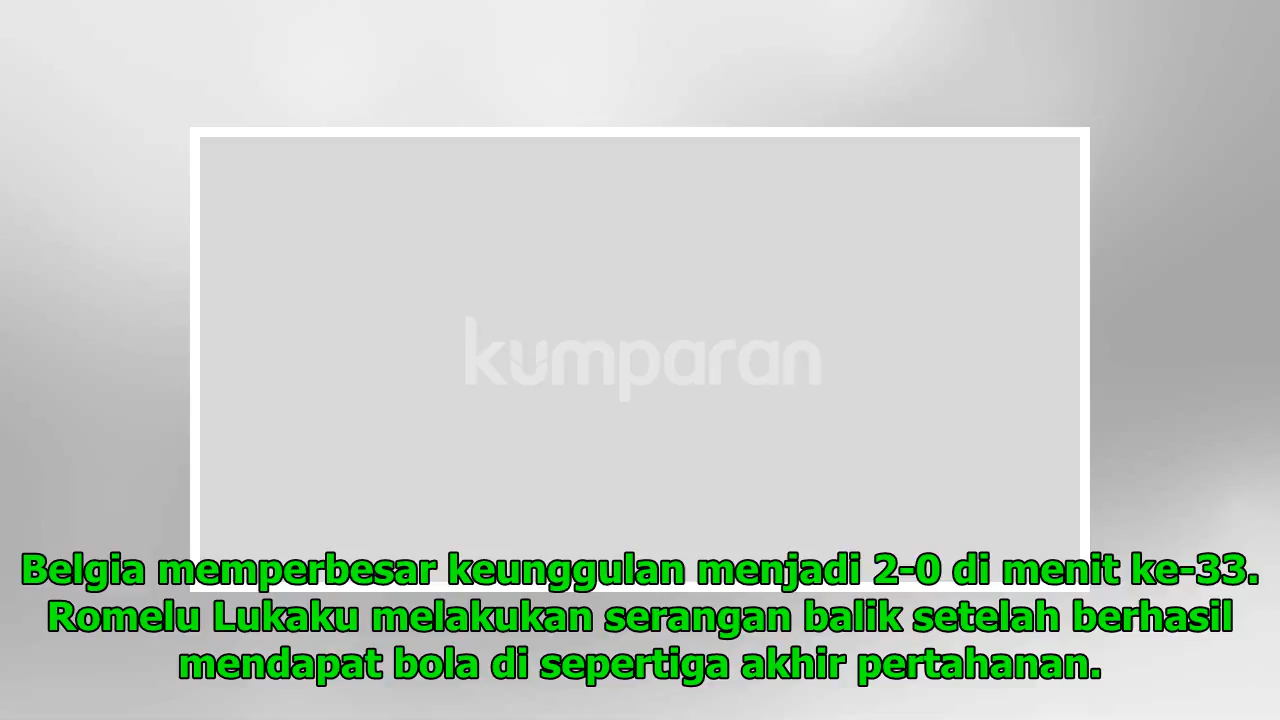 kumparan
Belgia memperbesar keunggulan menjadi 2-0 di menit ke-33.
Romelu Lukaku melakukan serangan balik setelah berhasil
mendapat bola di sepertiga akhir pertahanan.